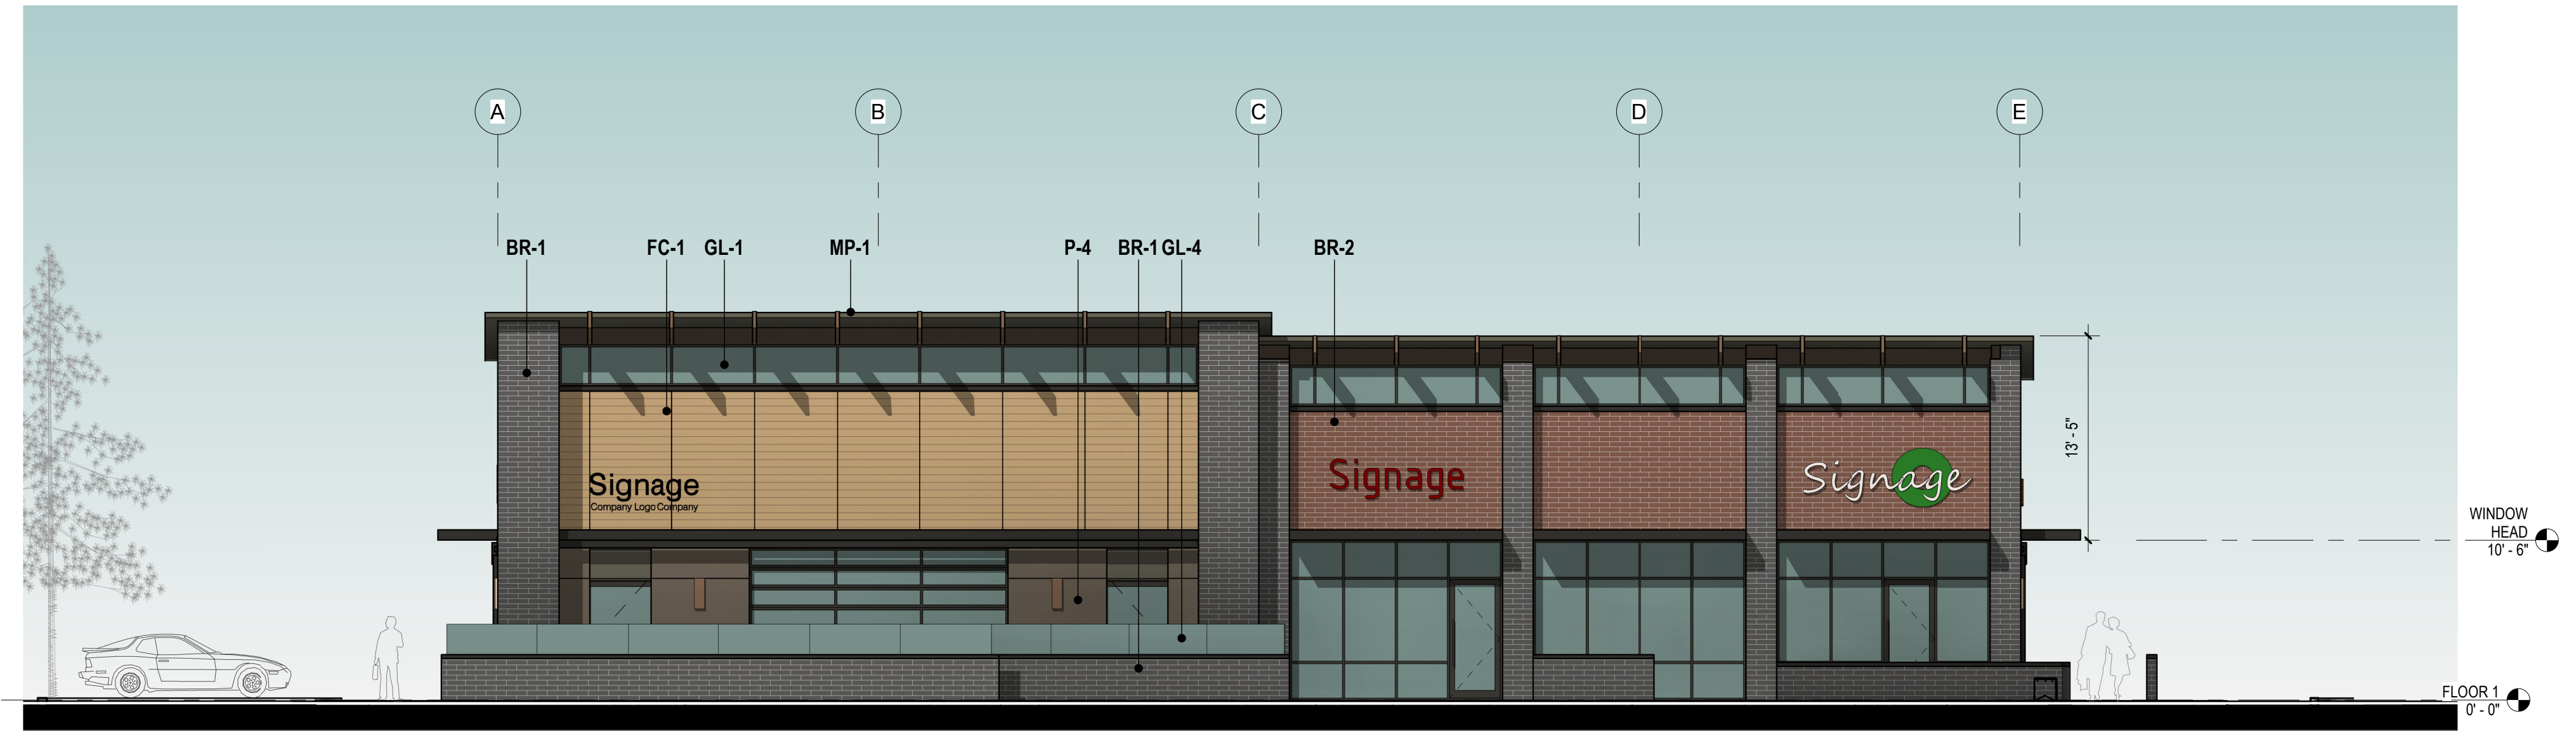 A
B
C
D
E
BR-1
FC-1
GL-1
MP-1
P-4
BR-1
GL-4
BR-2
Signage
Company Logo Company
Signage
Signage
13' - 5"
WINDOW
HEAD
10' - 6"
FLOOR 1
0' - 0"